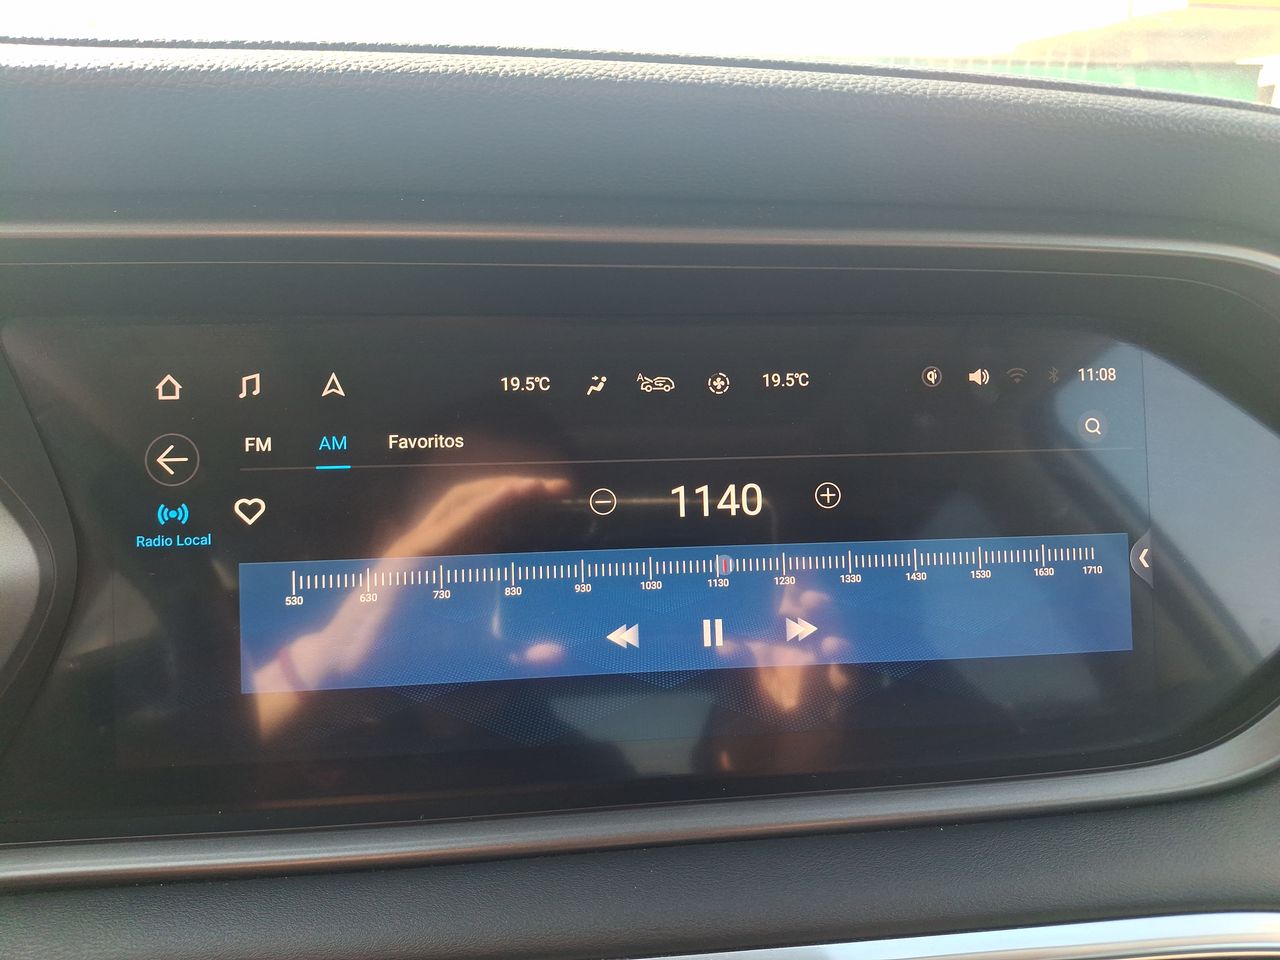 19.5℃ A 19.5℃ 11:08
FM AM Favoritos
1140
Radio Local
530 630 730 830 930 1030 1130 1230 1330 1430 1530 1630 1710